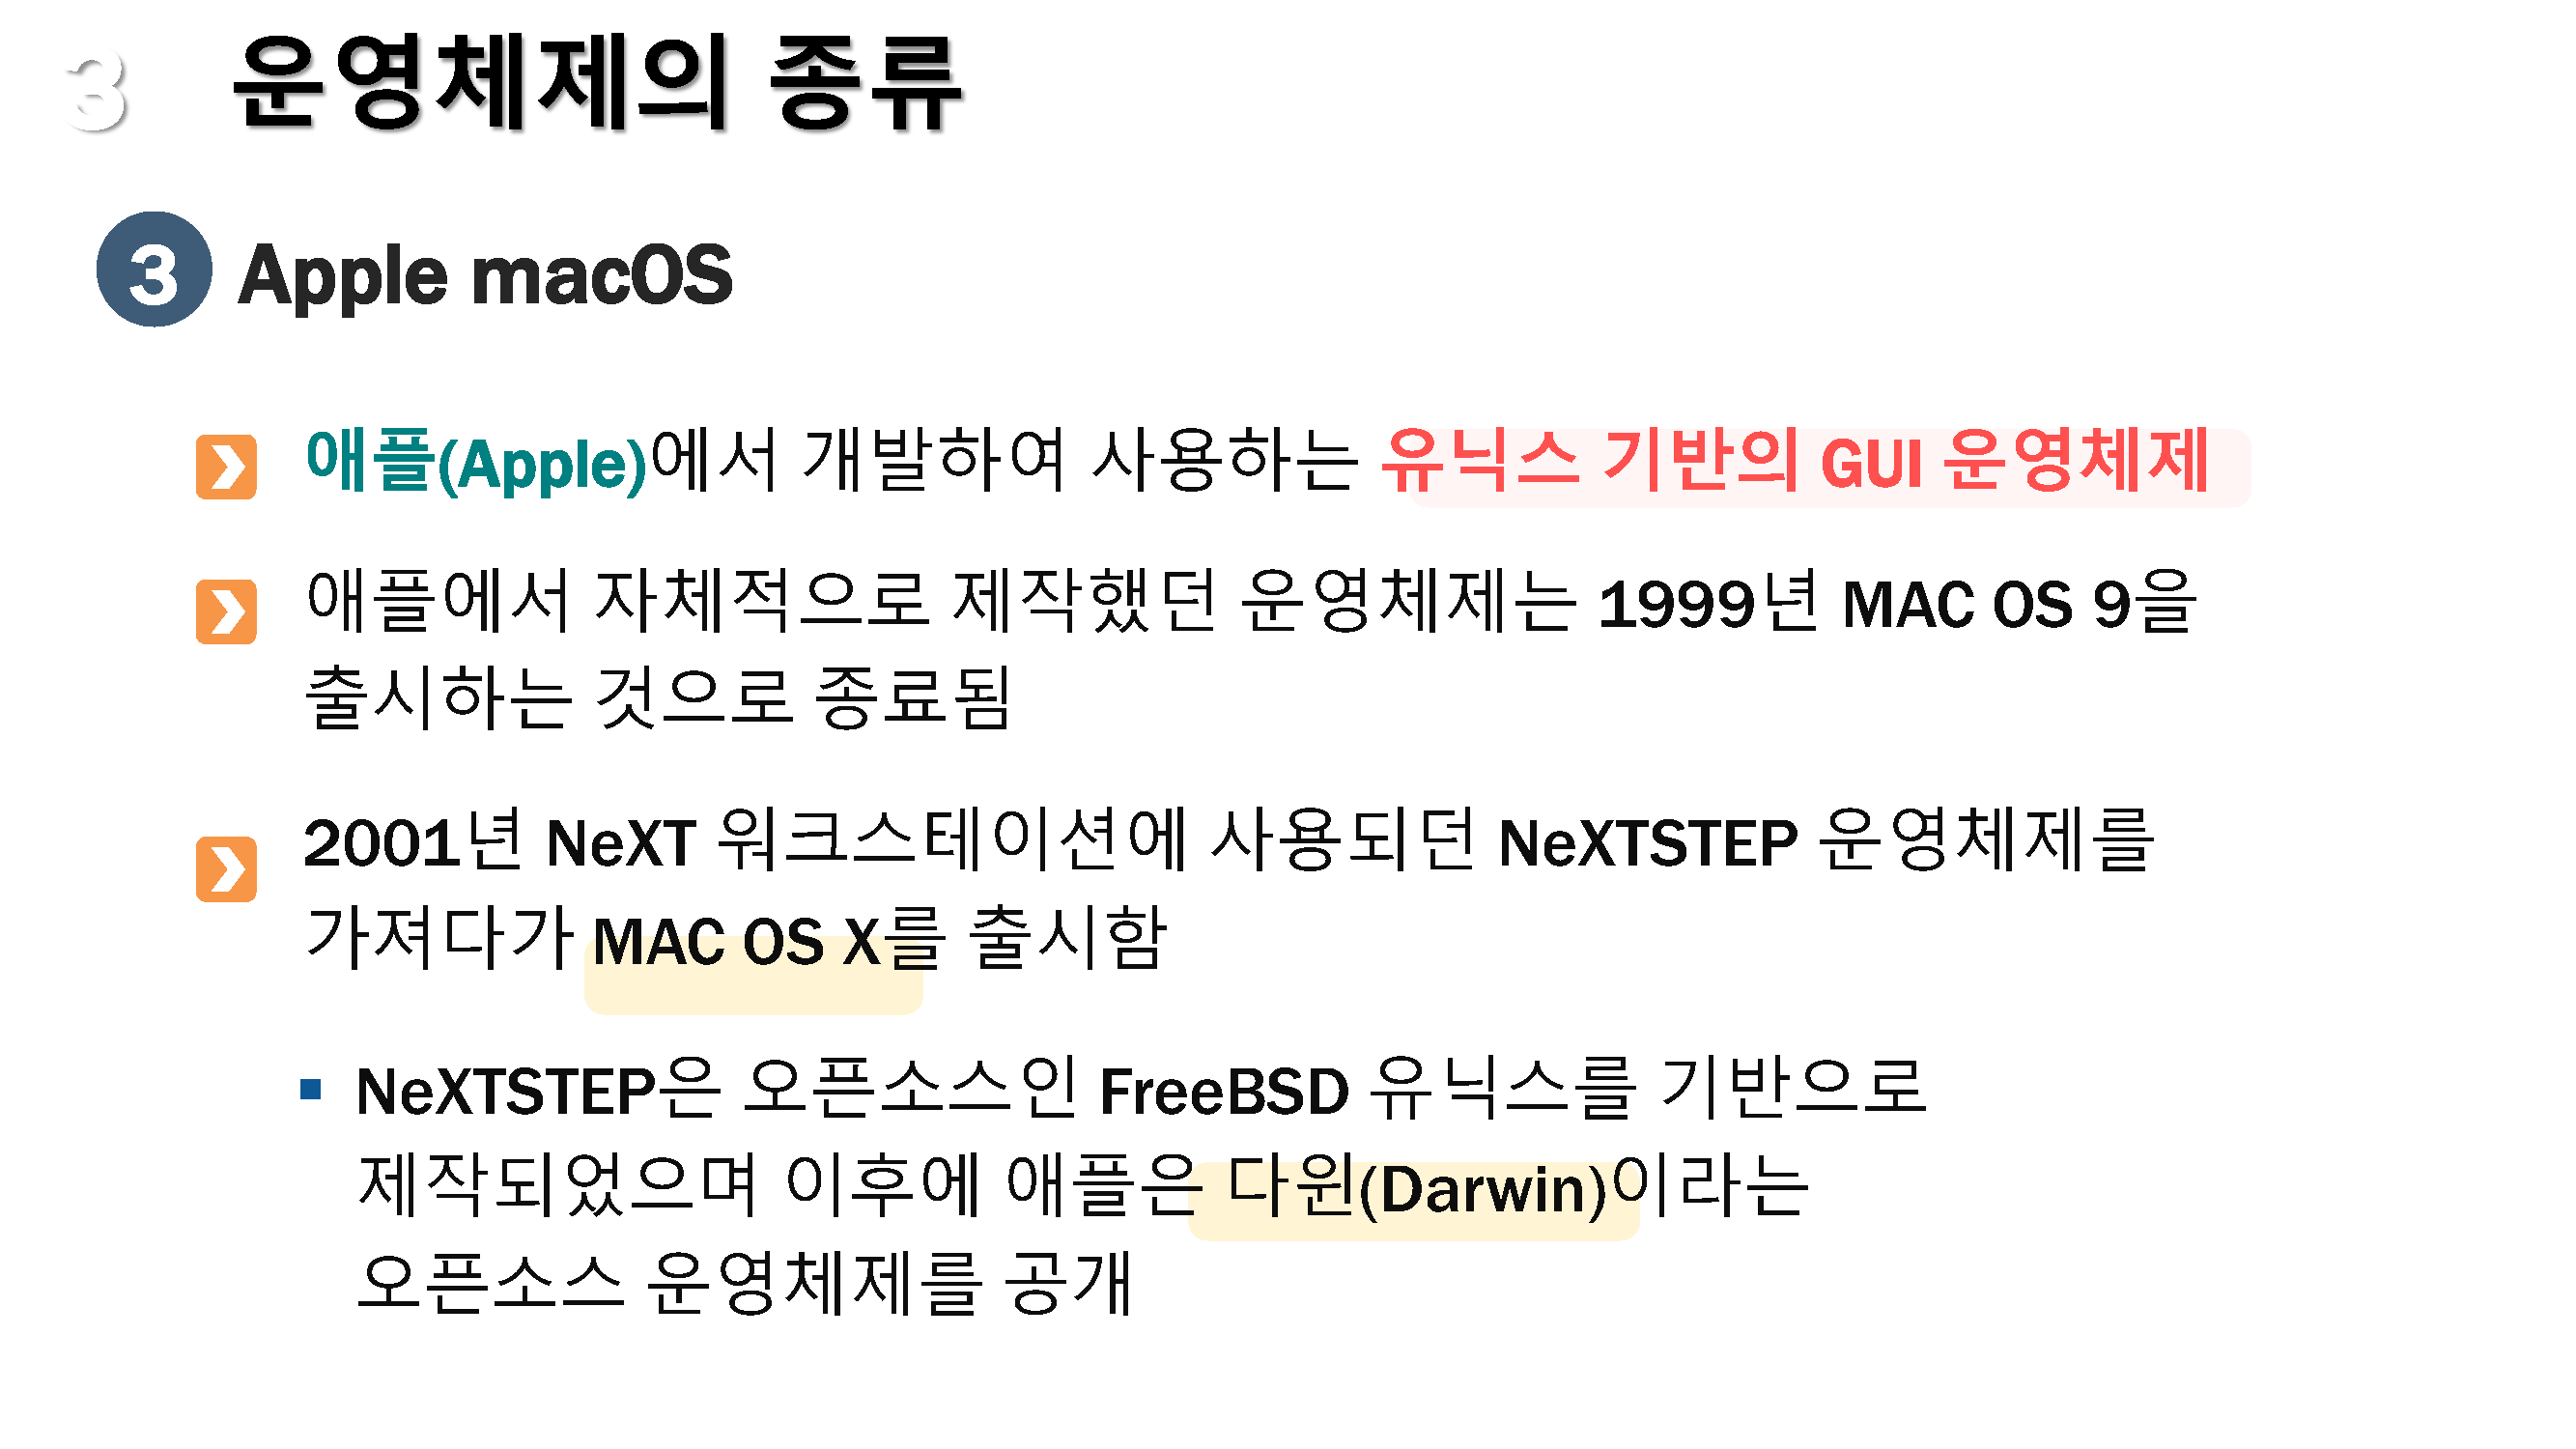 3 운영체제의 종류
3 Apple macOS
애플(Apple)에서 개발하여 사용하는 유닉스 기반의 GUI 운영체제
애플에서 자체적으로 제작했던 운영체제는 1999년 MAC OS 9을
출시하는 것으로 종료됨
2001년 NeXT 워크스테이션에 사용되던 NeXTSTEP 운영체제를
가져다가 MAC OS X를 출시함
▪ NeXTSTEP은 오픈소스인 FreeBSD 유닉스를 기반으로
제작되었으며 이후에 애플은 다윈(Darwin)이라는
오픈소스 운영체제를 공개